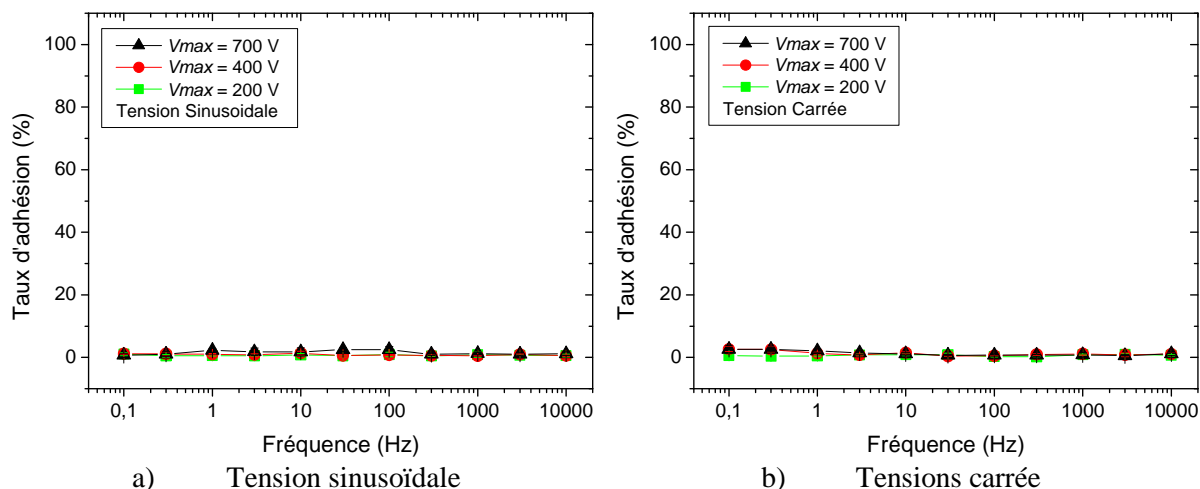 100
80
60
40
20
0
Taux d'adhésion (%)
Vmax = 700 V
Vmax = 400 V
Vmax = 200 V
Tension Sinusoidale
0,1 1 10 100 1000 10000
Fréquence (Hz)
a) Tension sinusoïdale
100
80
60
40
20
0
Taux d'adhésion (%)
Vmax = 700 V
Vmax = 400 V
Vmax = 200 V
Tension Carrée
0,1 1 10 100 1000 10000
Fréquence (Hz)
b) Tensions carrée